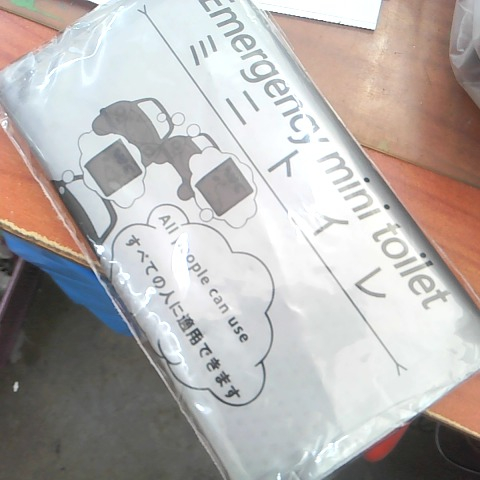 Emergency mini toilet
ミニトイレ
All people can use
すべての人に適用できます